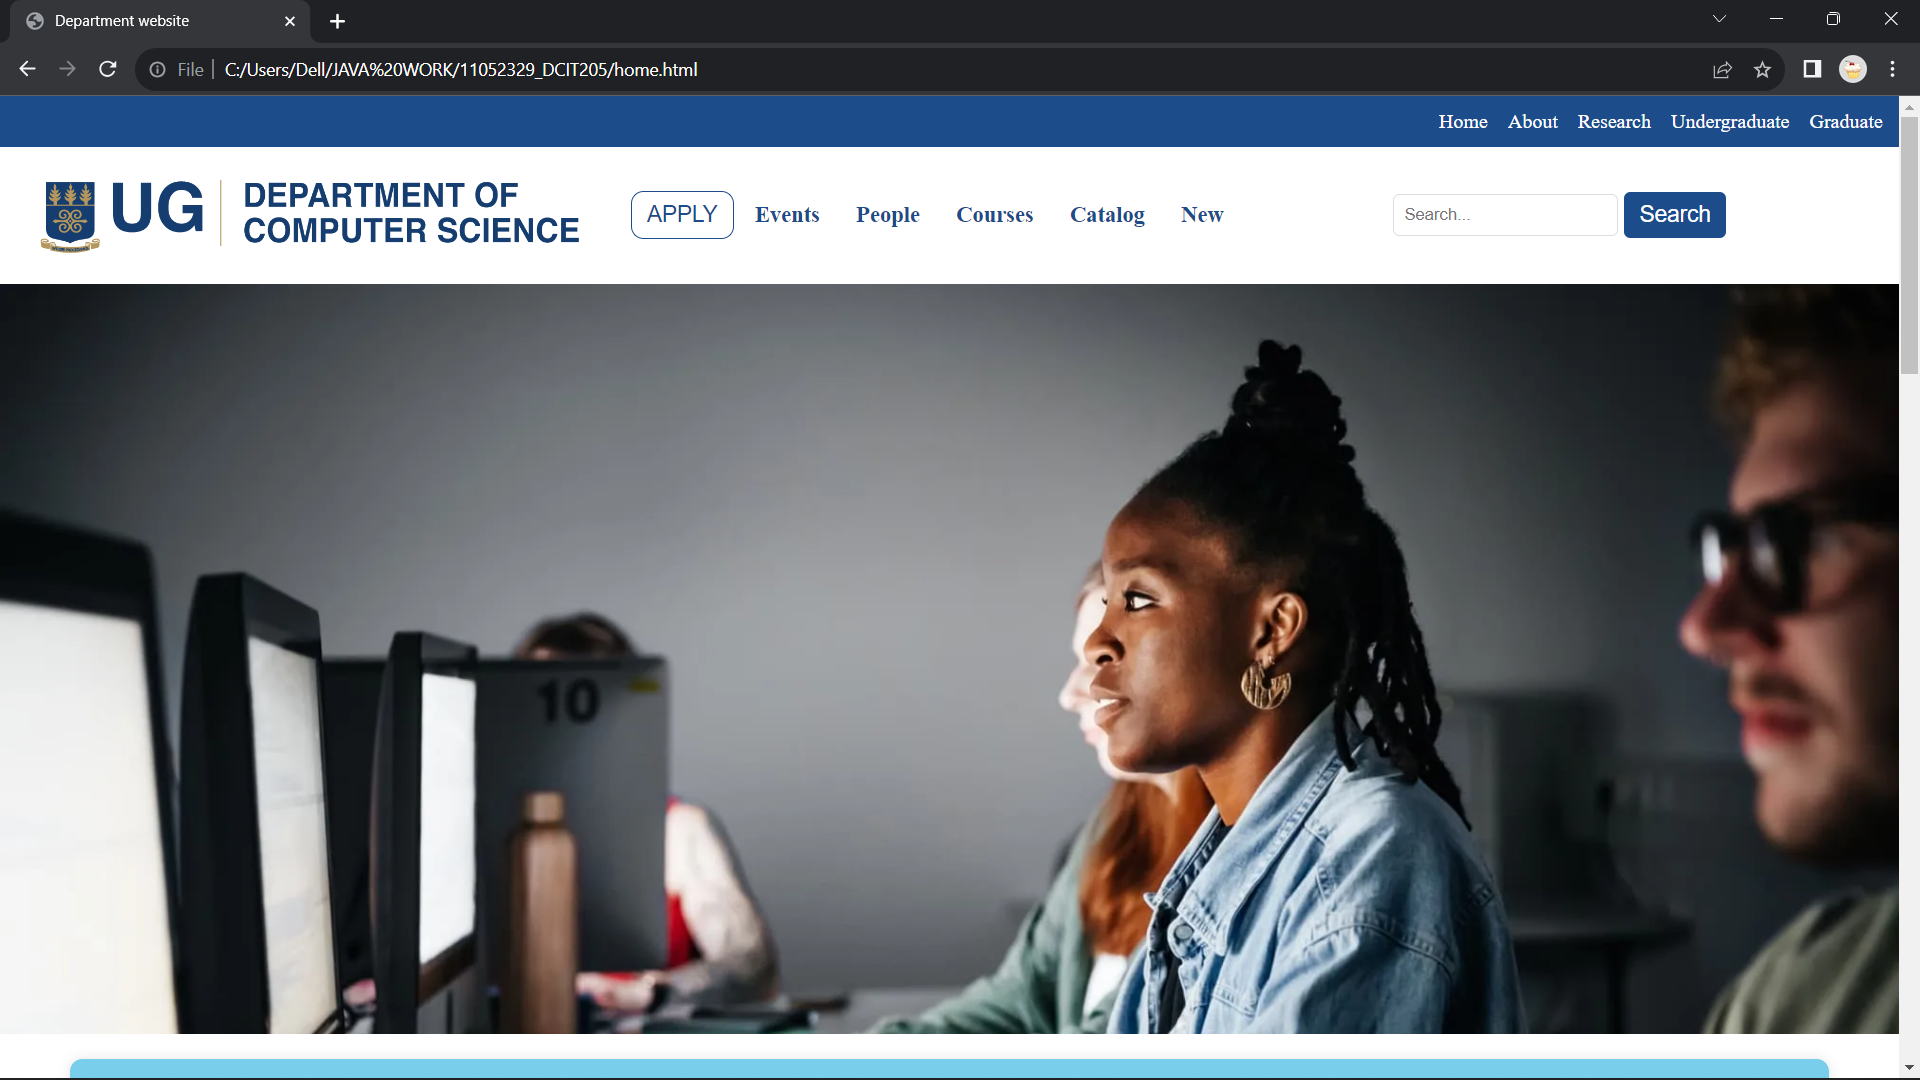 Department website
File
C:/Users/Dell/JAVA%20WORK/11052329_DCIT205/home.html
Home About Research Undergraduate Graduate
UG
DEPARTMENT OF
COMPUTER SCIENCE
APPLY Events People Courses Catalog New
Search...
Search
10